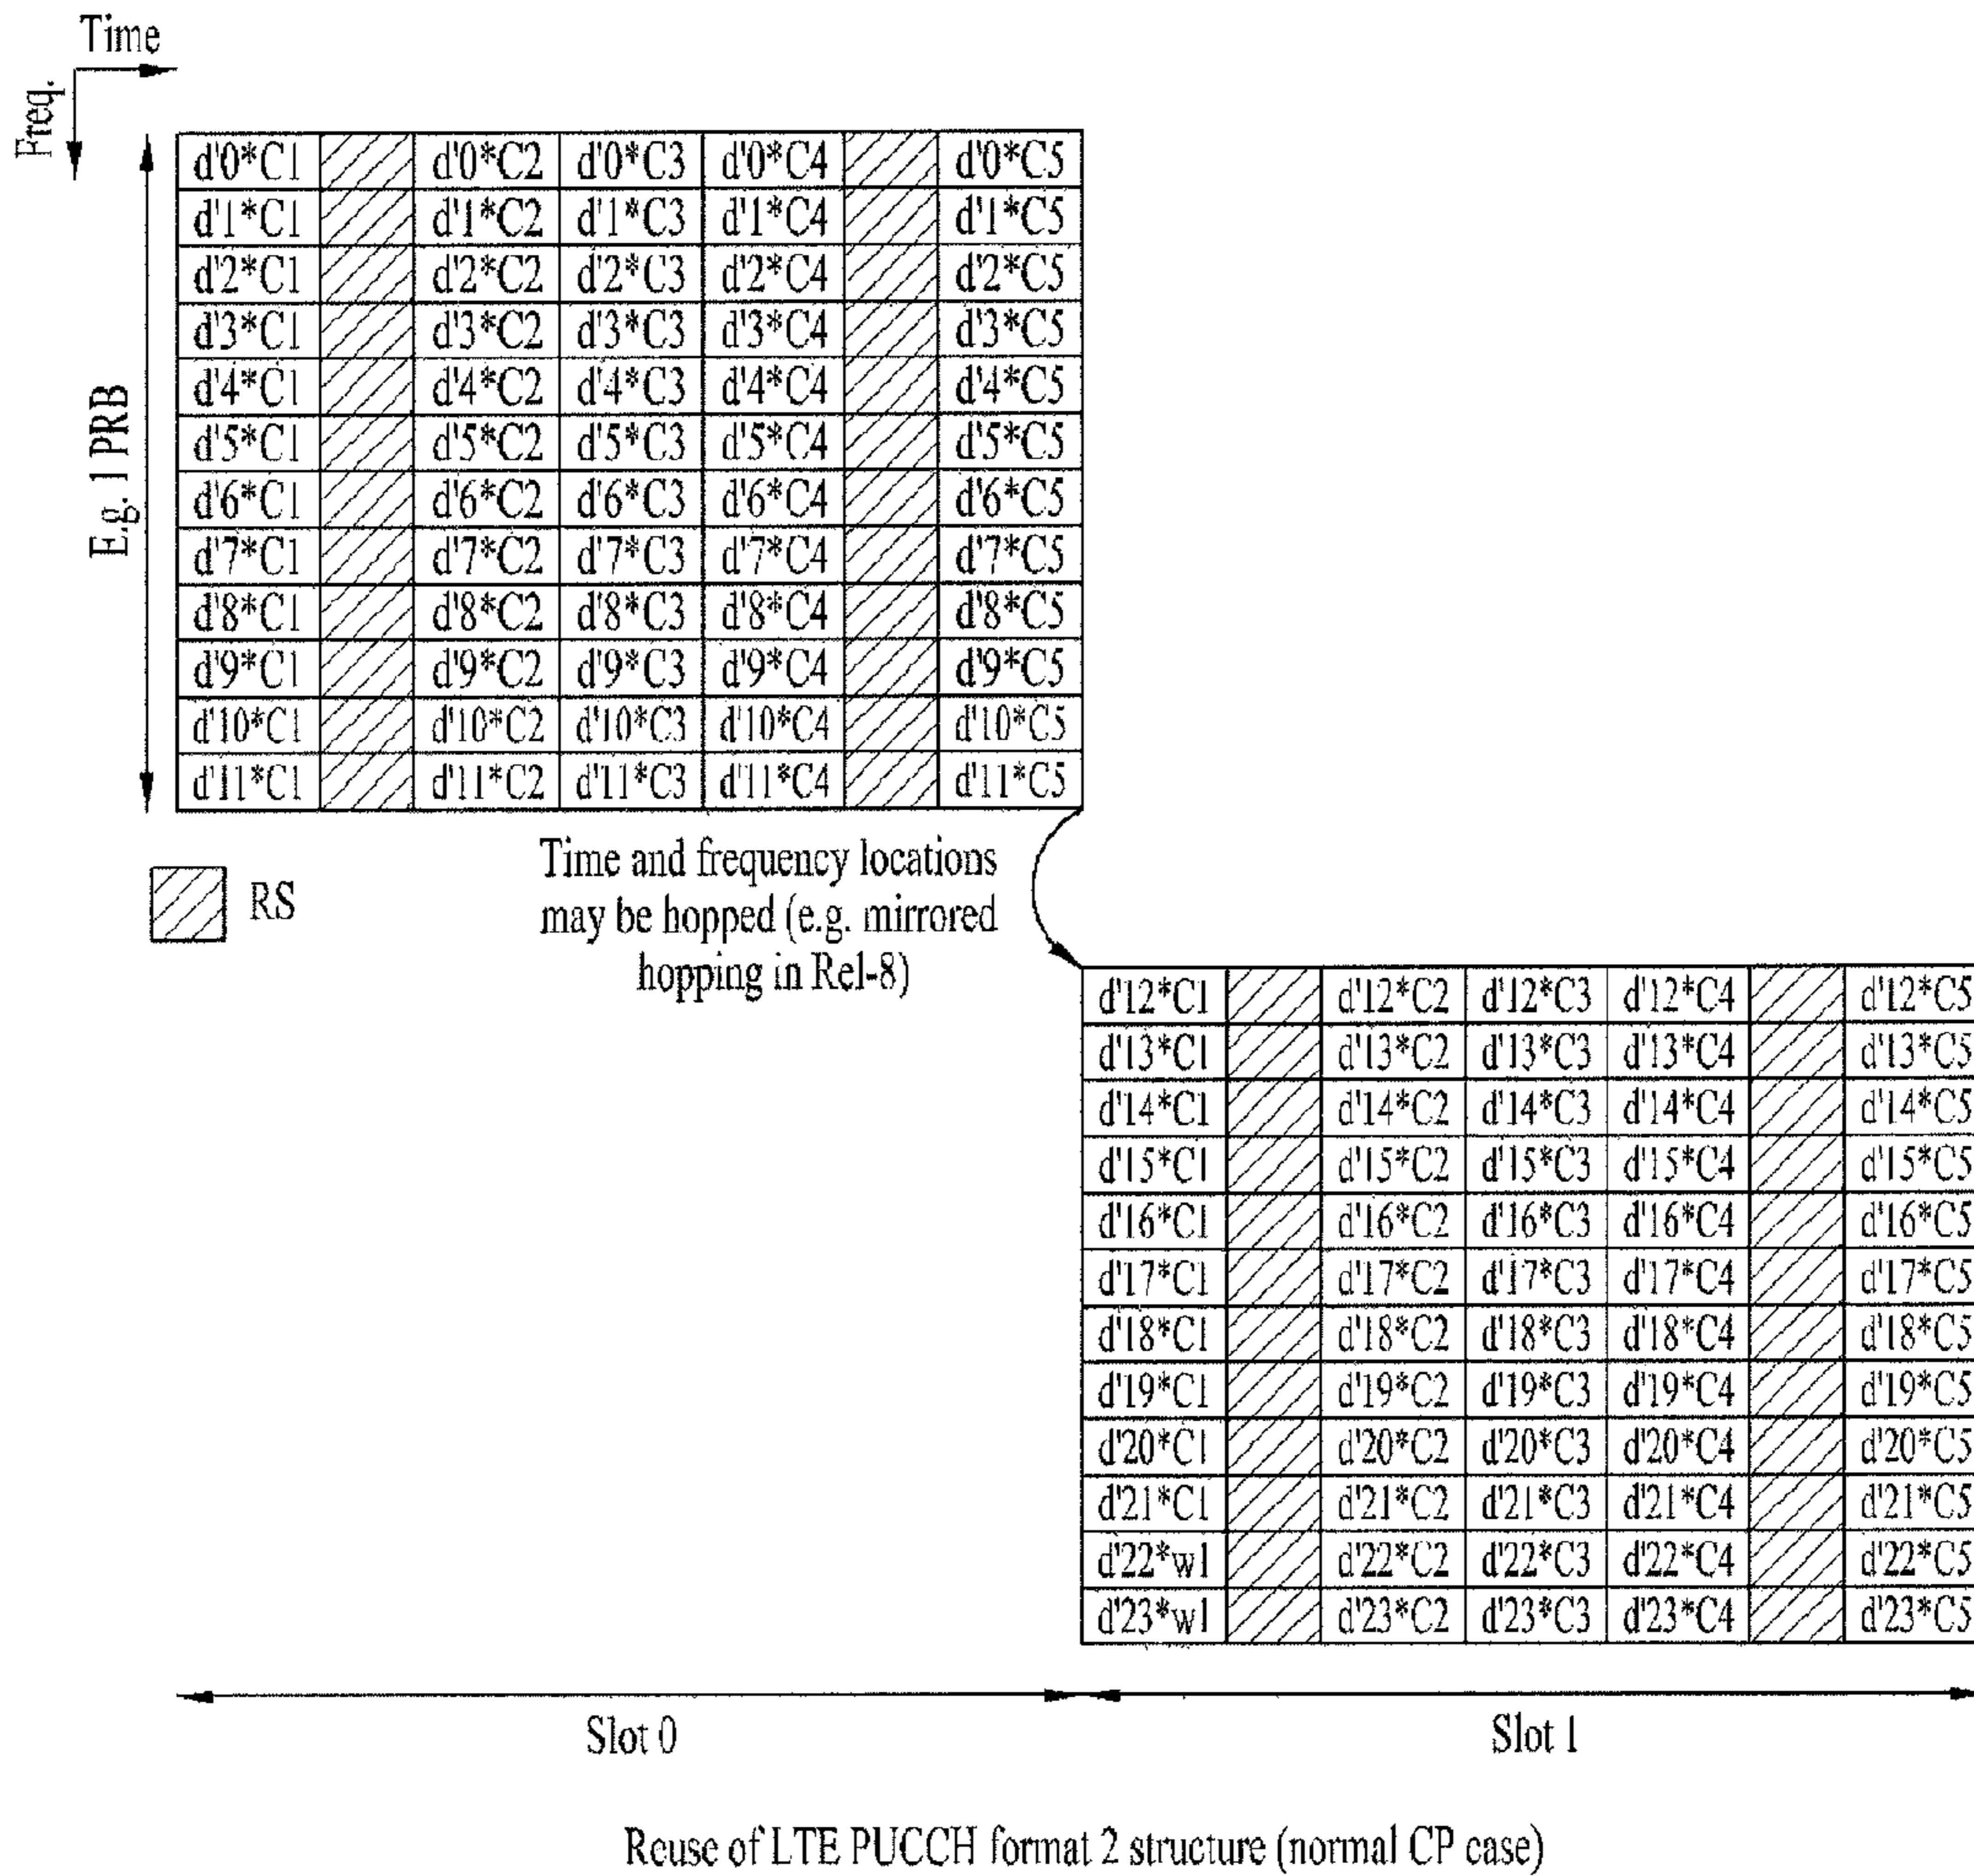 Time
Freq.
E.g. 1 PRB
d'0*C1 d'0*C2 d'0*C3 d'0*C4 d'0*C5
d'1*C1 d'1*C2 d'1*C3 d'1*C4 d'1*C5
d'2*C1 d'2*C2 d'2*C3 d'2*C4 d'2*C5
d'3*C1 d'3*C2 d'3*C3 d'3*C4 d'3*C5
d'4*C1 d'4*C2 d'4*C3 d'4*C4 d'4*C5
d'5*C1 d'5*C2 d'5*C3 d'5*C4 d'5*C5
d'6*C1 d'6*C2 d'6*C3 d'6*C4 d'6*C5
d'7*C1 d'7*C2 d'7*C3 d'7*C4 d'7*C5
d'8*C1 d'8*C2 d'8*C3 d'8*C4 d'8*C5
d'9*C1 d'9*C2 d'9*C3 d'9*C4 d'9*C5
d'10*C1 d'10*C2 d'10*C3 d'10*C4 d'10*C5
d'11*C1 d'11*C2 d'11*C3 d'11*C4 d'11*C5
RS
Time and frequency locations
may be hopped (e.g. mirrored
hopping in Rel-8)
d'12*C1 d'12*C2 d'12*C3 d'12*C4 d'12*C5
d'13*C1 d'13*C2 d'13*C3 d'13*C4 d'13*C5
d'14*C1 d'14*C2 d'14*C3 d'14*C4 d'14*C5
d'15*C1 d'15*C2 d'15*C3 d'15*C4 d'15*C5
d'16*C1 d'16*C2 d'16*C3 d'16*C4 d'16*C5
d'17*C1 d'17*C2 d'17*C3 d'17*C4 d'17*C5
d'18*C1 d'18*C2 d'18*C3 d'18*C4 d'18*C5
d'19*C1 d'19*C2 d'19*C3 d'19*C4 d'19*C5
d'20*C1 d'20*C2 d'20*C3 d'20*C4 d'20*C5
d'21*C1 d'21*C2 d'21*C3 d'21*C4 d'21*C5
d'22*w1 d'22*C2 d'22*C3 d'22*C4 d'22*C5
d'23*w1 d'23*C2 d'23*C3 d'23*C4 d'23*C5
Slot 0 Slot 1
Reuse of LTE PUCCH format 2 structure (normal CP case)